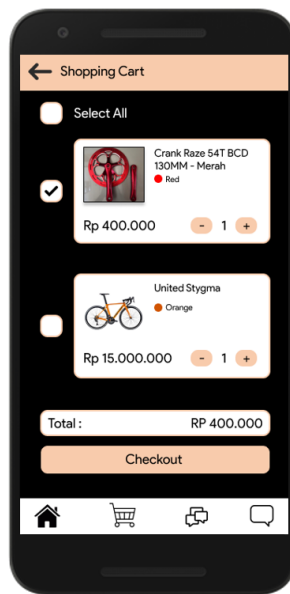 Shopping Cart
Select All
Crank Raze 54T BCD
130MM - Merah
Red
Rp 400.000
- 1 +
United Stygma
Orange
Rp 15.000.000
- 1 +
Total : RP 400.000
Checkout